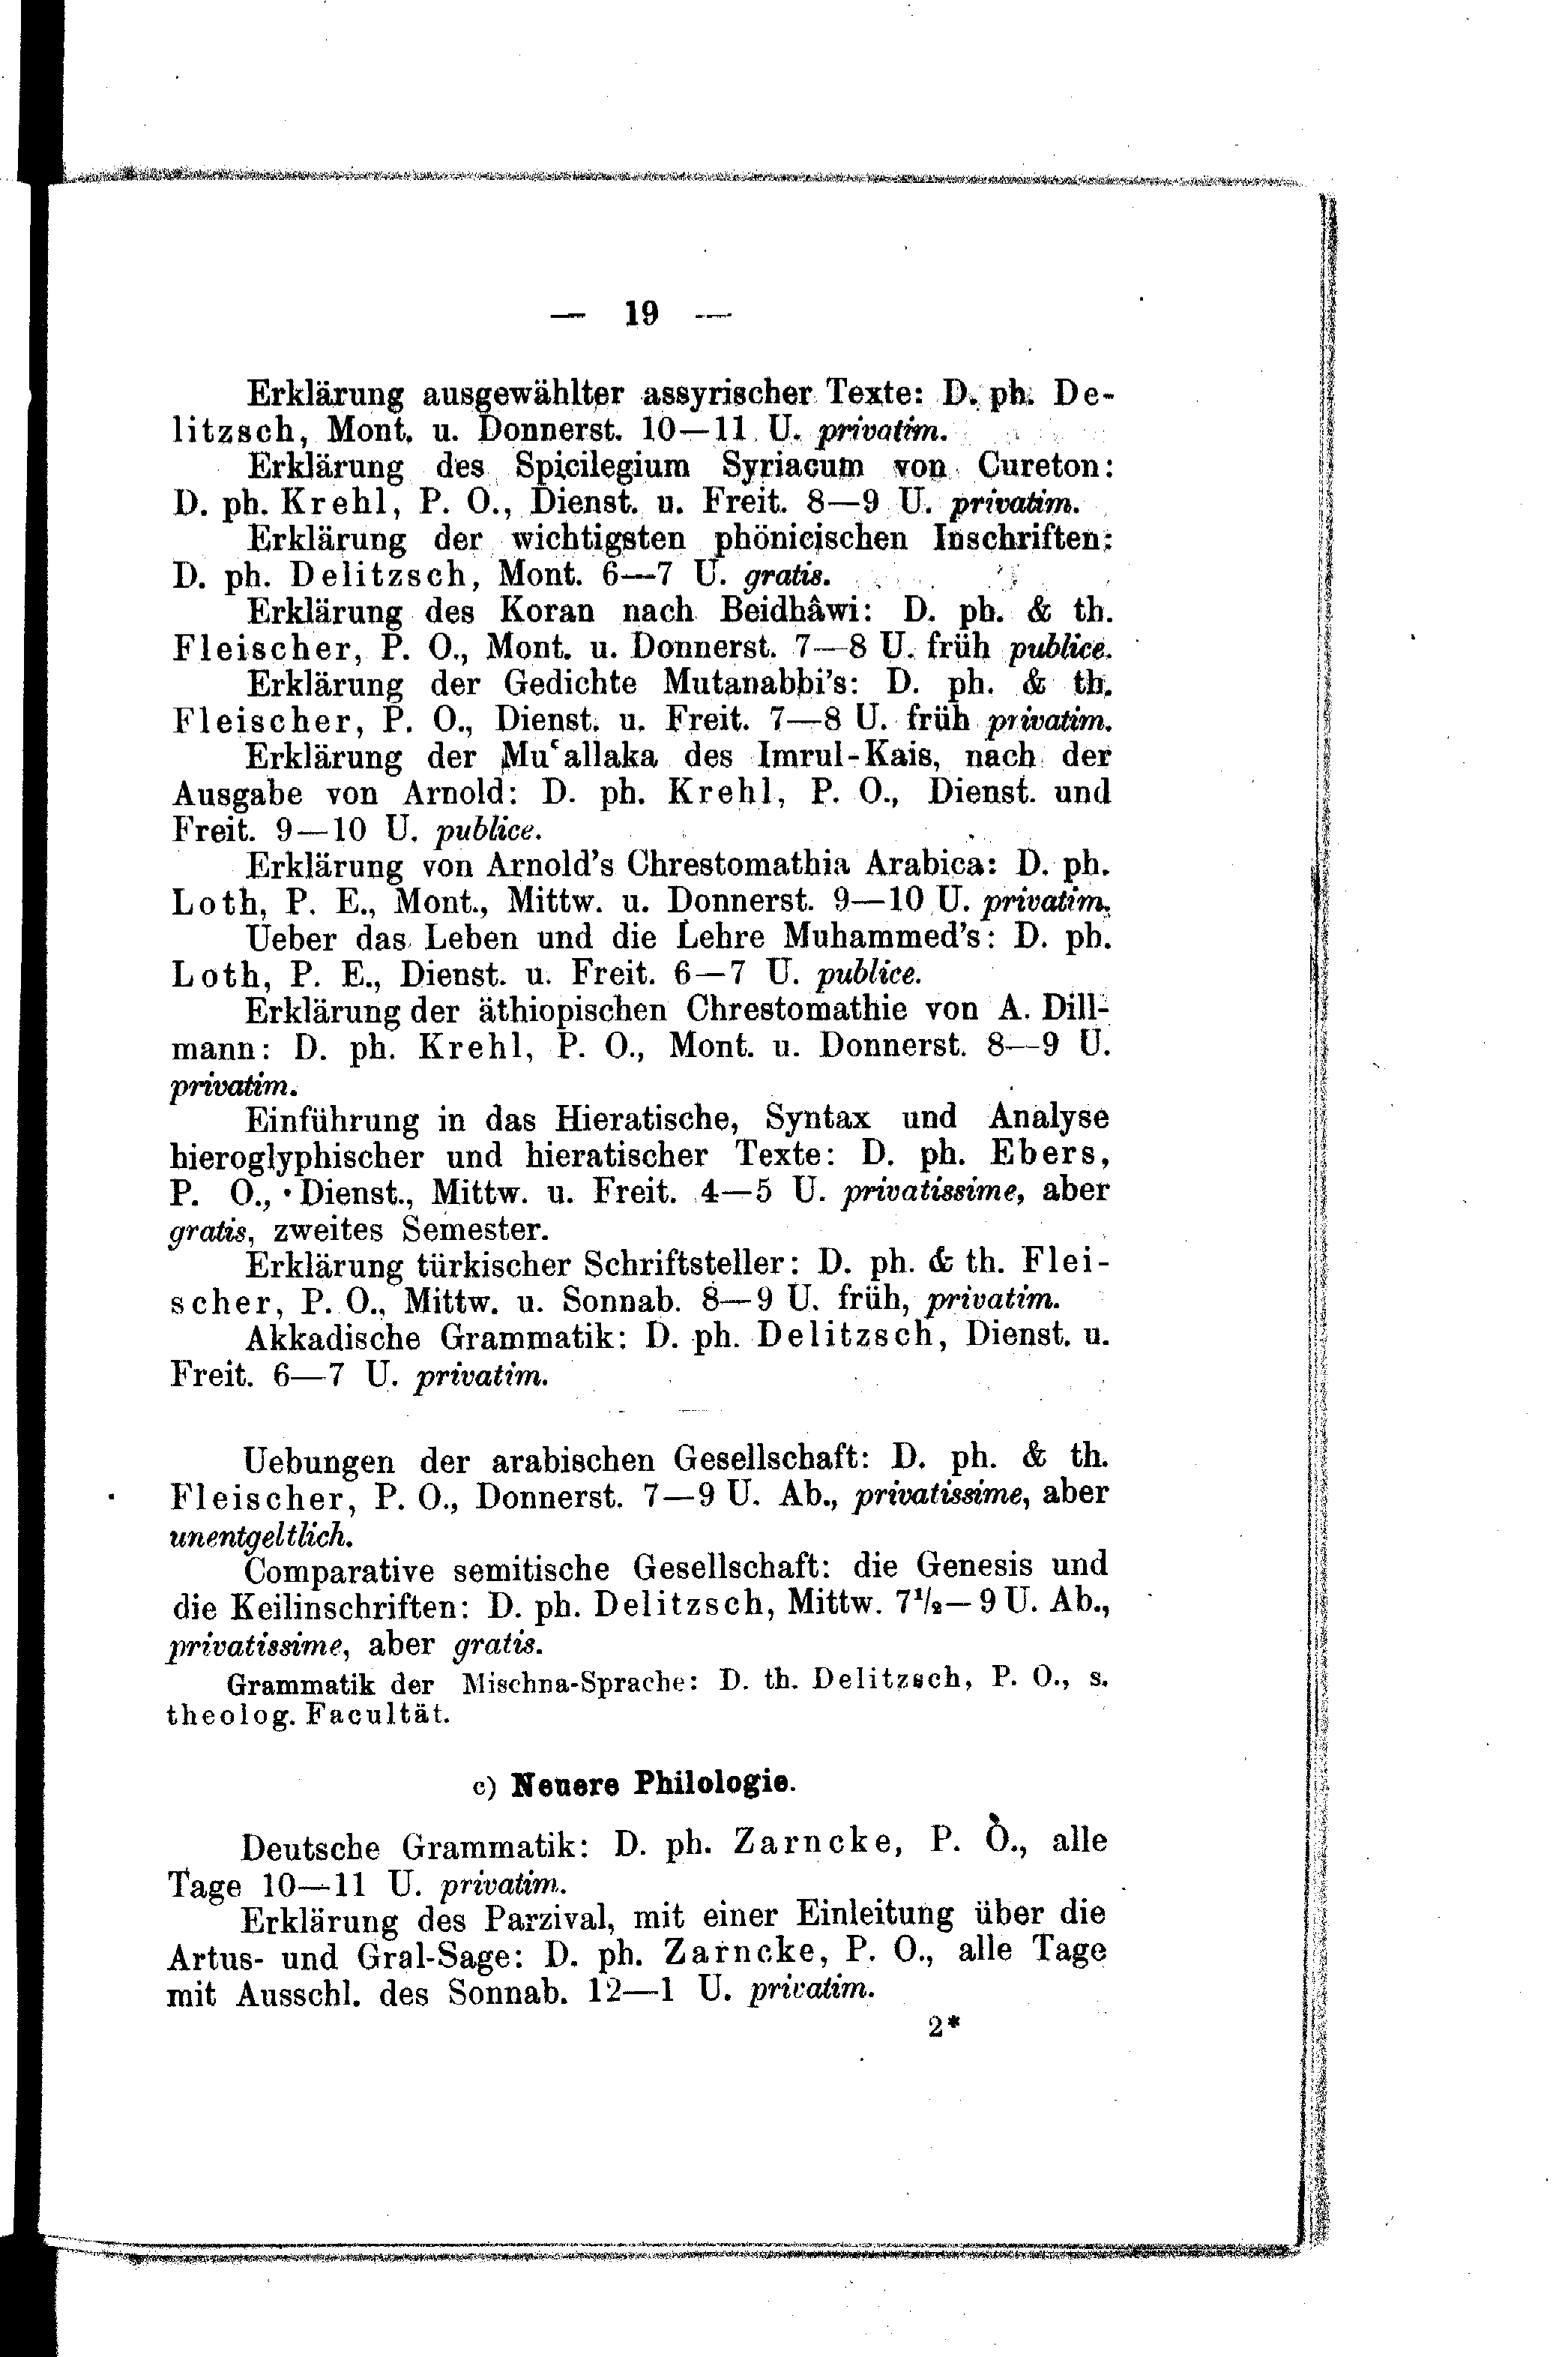 — 19 —
Erklärung ausgewählter assyrischer Texte: D. ph. De-
litzsch, Mont. u. Donnerst. 10—11 U. privatim.
Erklärung des Spicilegium Syriacum von Cureton:
D. ph. Krehl, P. O., Dienst. u. Freit. 8—9 U. privatim.
Erklärung der wichtigsten phönicischen Inschriften:
D. ph. Delitzsch, Mont. 6—7 U. gratis.
Erklärung des Koran nach Beidhâwi: D. ph. & th.
Fleischer, P. O., Mont. u. Donnerst. 7—8 U. früh publice.
Erklärung der Gedichte Mutanabbi's: D. ph. & th.
Fleischer, P. O., Dienst. u. Freit. 7—8 U. früh privatim.
Erklärung der Muʿallaka des Imrul-Kais, nach der
Ausgabe von Arnold: D. ph. Krehl, P. O., Dienst. und
Freit. 9—10 U. publice.
Erklärung von Arnold's Chrestomathia Arabica: D. ph.
Loth, P. E., Mont., Mittw. u. Donnerst. 9—10 U. privatim.
Ueber das Leben und die Lehre Muhammed's: D. ph.
Loth, P. E., Dienst. u. Freit. 6—7 U. publice.
Erklärung der äthiopischen Chrestomathie von A. Dill-
mann: D. ph. Krehl, P. O., Mont. u. Donnerst. 8—9 U.
privatim.
Einführung in das Hieratische, Syntax und Analyse
hieroglyphischer und hieratischer Texte: D. ph. Ebers,
P. O., Dienst., Mittw. u. Freit. 4—5 U. privatissime, aber
gratis, zweites Semester.
Erklärung türkischer Schriftsteller: D. ph. & th. Flei-
scher, P. O., Mittw. u. Sonnab. 8—9 U. früh, privatim.
Akkadische Grammatik: D. ph. Delitzsch, Dienst. u.
Freit. 6—7 U. privatim.
Uebungen der arabischen Gesellschaft: D. ph. & th.
Fleischer, P. O., Donnerst. 7—9 U. Ab., privatissime, aber
unentgeltlich.
Comparative semitische Gesellschaft: die Genesis und
die Keilinschriften: D. ph. Delitzsch, Mittw. 7½—9 U. Ab.,
privatissime, aber gratis.
Grammatik der Mischna-Sprache: D. th. Delitzsch, P. O., s.
theolog. Facultät.
c) Neuere Philologie.
Deutsche Grammatik: D. ph. Zarncke, P. O., alle
Tage 10—11 U. privatim.
Erklärung des Parzival, mit einer Einleitung über die
Artus- und Gral-Sage: D. ph. Zarncke, P. O., alle Tage
mit Ausschl. des Sonnab. 12—1 U. privatim.
2*